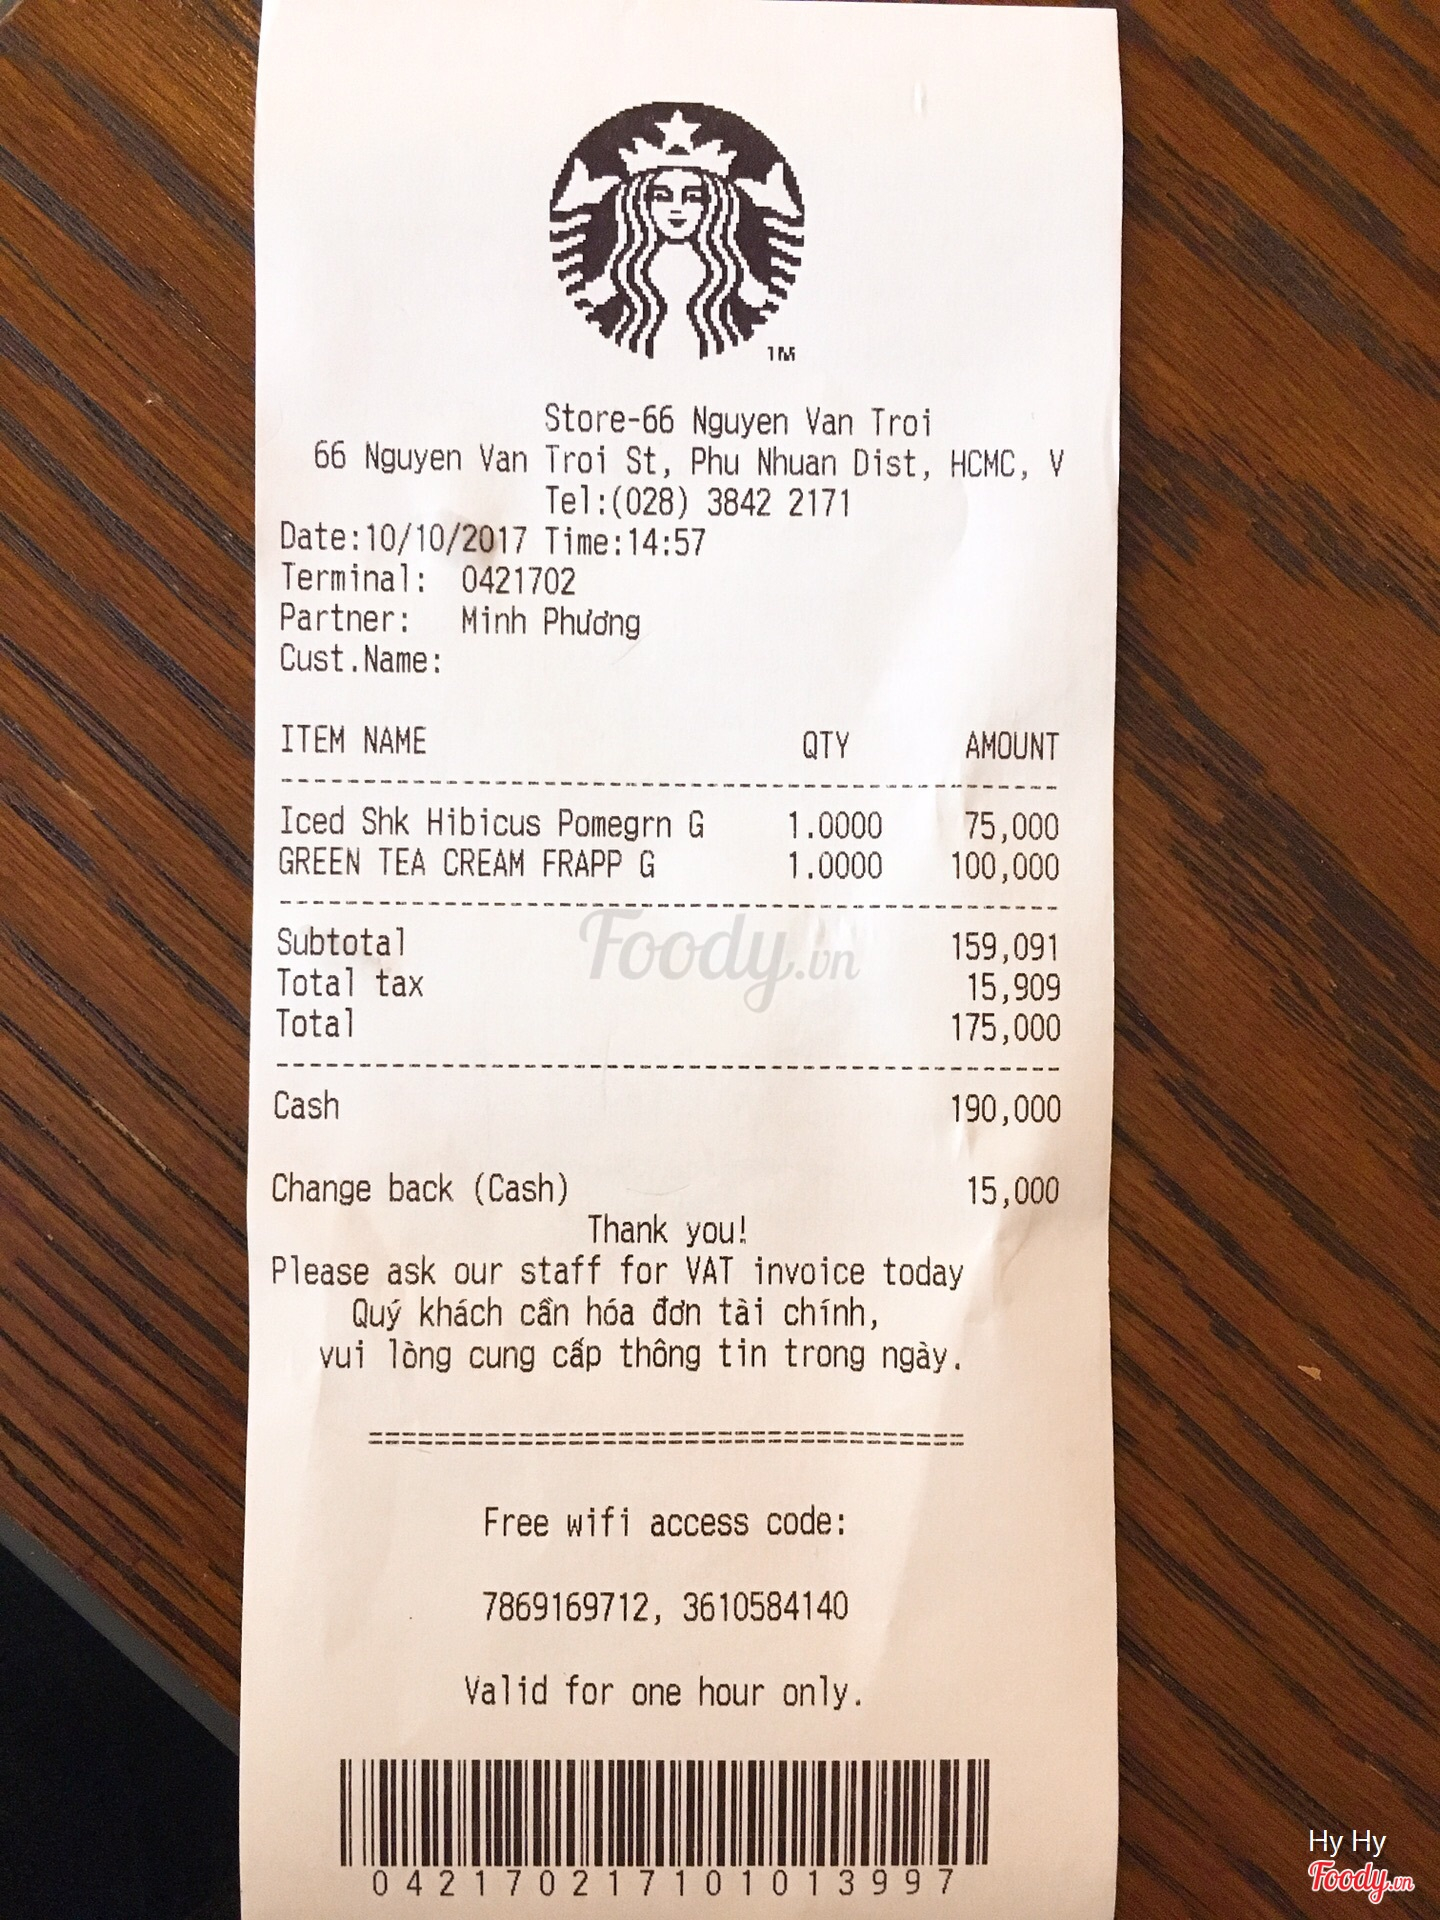 TM
Store-66 Nguyen Van Troi
66 Nguyen Van Troi St, Phu Nhuan Dist, HCMC, V
Tel:(028) 3842 2171
Date:10/10/2017 Time:14:57
Terminal: 0421702
Partner: Minh Phương
Cust.Name:
ITEM NAME QTY AMOUNT
Iced Shk Hibicus Pomegrn G 1.0000 75,000
GREEN TEA CREAM FRAPP G 1.0000 100,000
Subtotal 159,091
Foody.vn
Total tax 15,909
Total 175,000
Cash 190,000
Change back (Cash) 15,000
Thank you!
Please ask our staff for VAT invoice today
Quý khách cần hóa đơn tài chính,
vui lòng cung cấp thông tin trong ngày.
===================================
Free wifi access code:
7869169712, 3610584140
Valid for one hour only.
042170217101013997
Hy Hy
Foody.vn